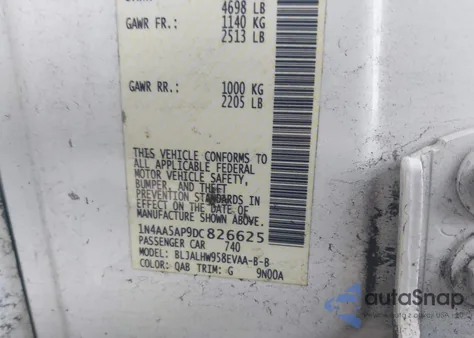 4698 LB
GAWR FR.: 1140 KG
2513 LB
GAWR RR.: 1000 KG
2205 LB
THIS VEHICLE CONFORMS TO
ALL APPLICABLE FEDERAL
MOTOR VEHICLE SAFETY,
BUMPER, AND THEFT
PREVENTION STANDARDS IN
EFFECT ON THE DATE OF
MANUFACTURE SHOWN ABOVE.
1N4AA5AP9DC826625
PASSENGER CAR 740
MODEL: BLJALHW958EVAA-B-B
COLOR: QAB TRIM: G 9N00A
autaSnap